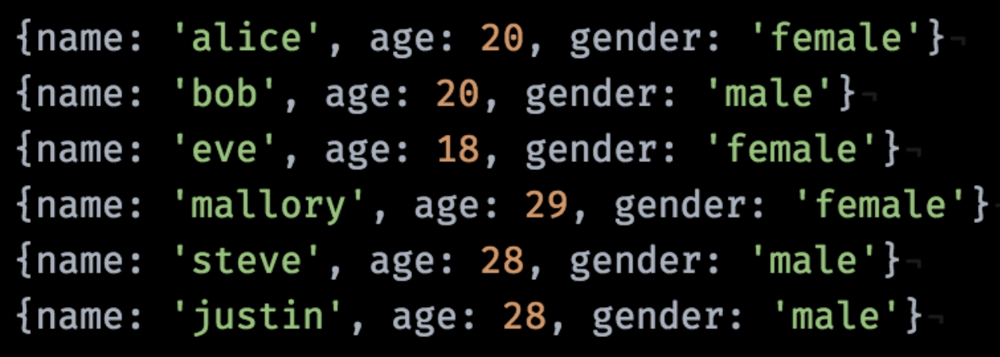 {name: 'alice', age: 20, gender: 'female'}¬
{name: 'bob', age: 20, gender: 'male'}¬
{name: 'eve', age: 18, gender: 'female'}¬
{name: 'mallory', age: 29, gender: 'female'}
{name: 'steve', age: 28, gender: 'male'}¬
{name: 'justin', age: 28, gender: 'male'}¬